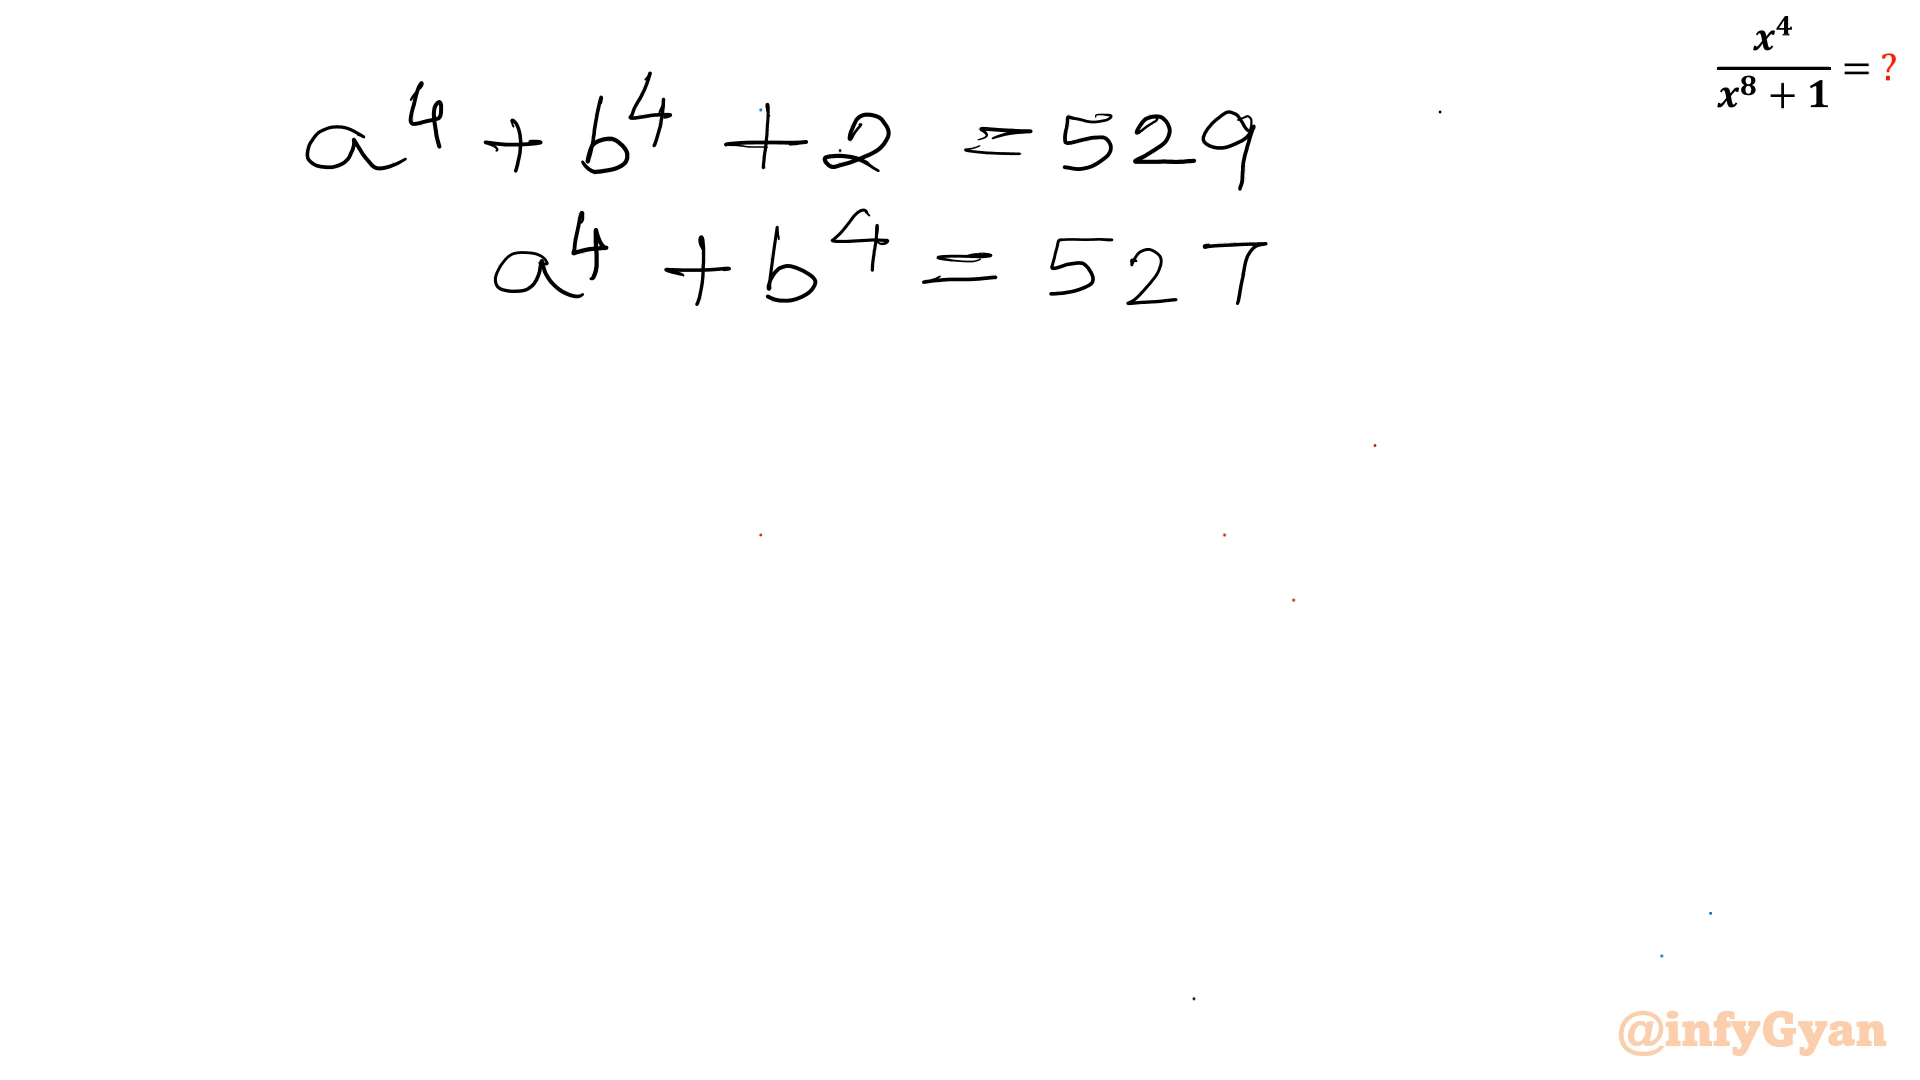 a⁴ + b⁴ + 2 = 529
a⁴ + b⁴ = 527
x⁴/(x⁸ + 1) = ?
@infyGyan